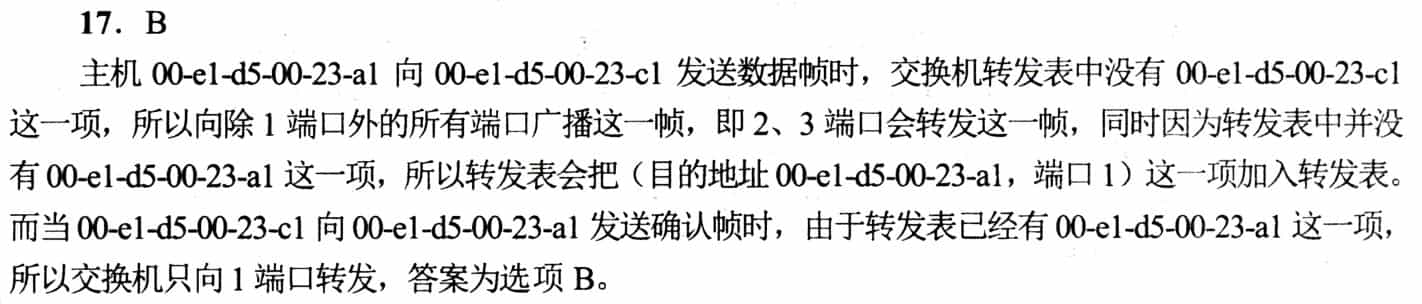 17. B
主机 00-e1-d5-00-23-a1 向 00-e1-d5-00-23-c1 发送数据帧时，交换机转发表中没有 00-e1-d5-00-23-c1
这一项，所以向除 1 端口外的所有端口广播这一帧，即 2、3 端口会转发这一帧，同时因为转发表中并没
有 00-e1-d5-00-23-a1 这一项，所以转发表会把（目的地址 00-e1-d5-00-23-a1，端口 1）这一项加入转发表。
而当 00-e1-d5-00-23-c1 向 00-e1-d5-00-23-a1 发送确认帧时，由于转发表已经有 00-e1-d5-00-23-a1 这一项，
所以交换机只向 1 端口转发，答案为选项 B。